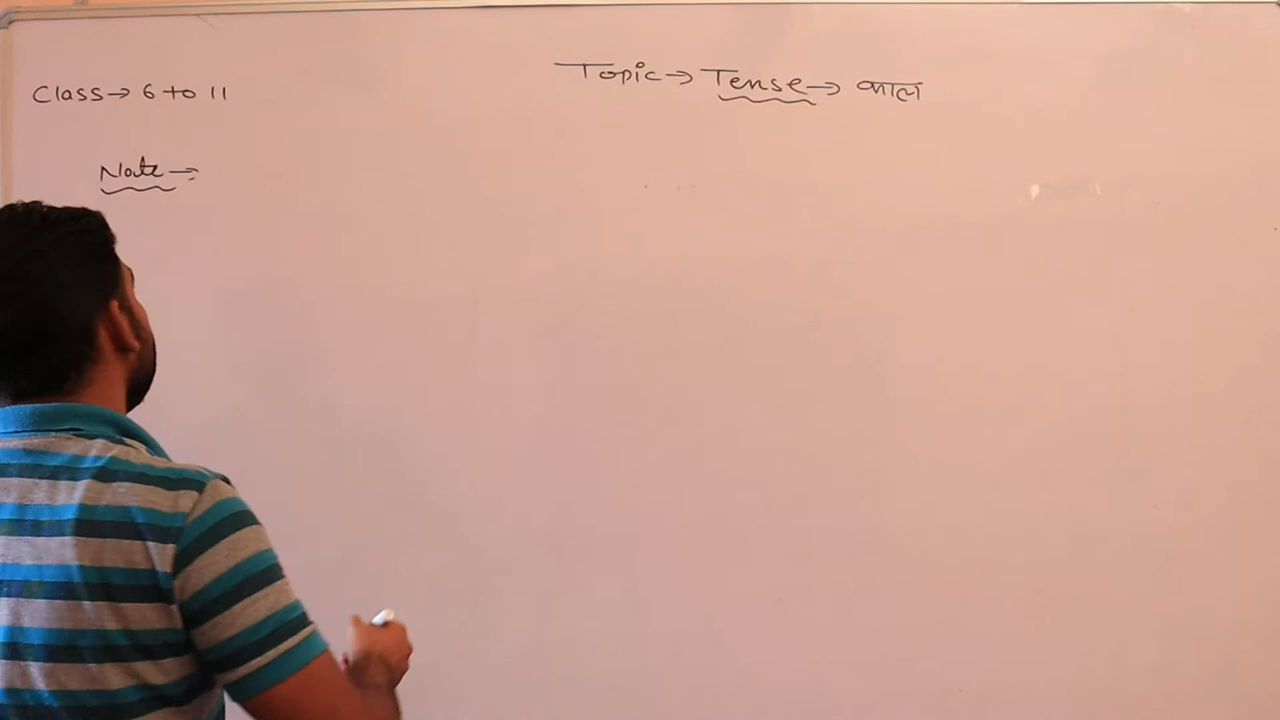 Topic → Tense → काल
Class → 6 to 11
Note →